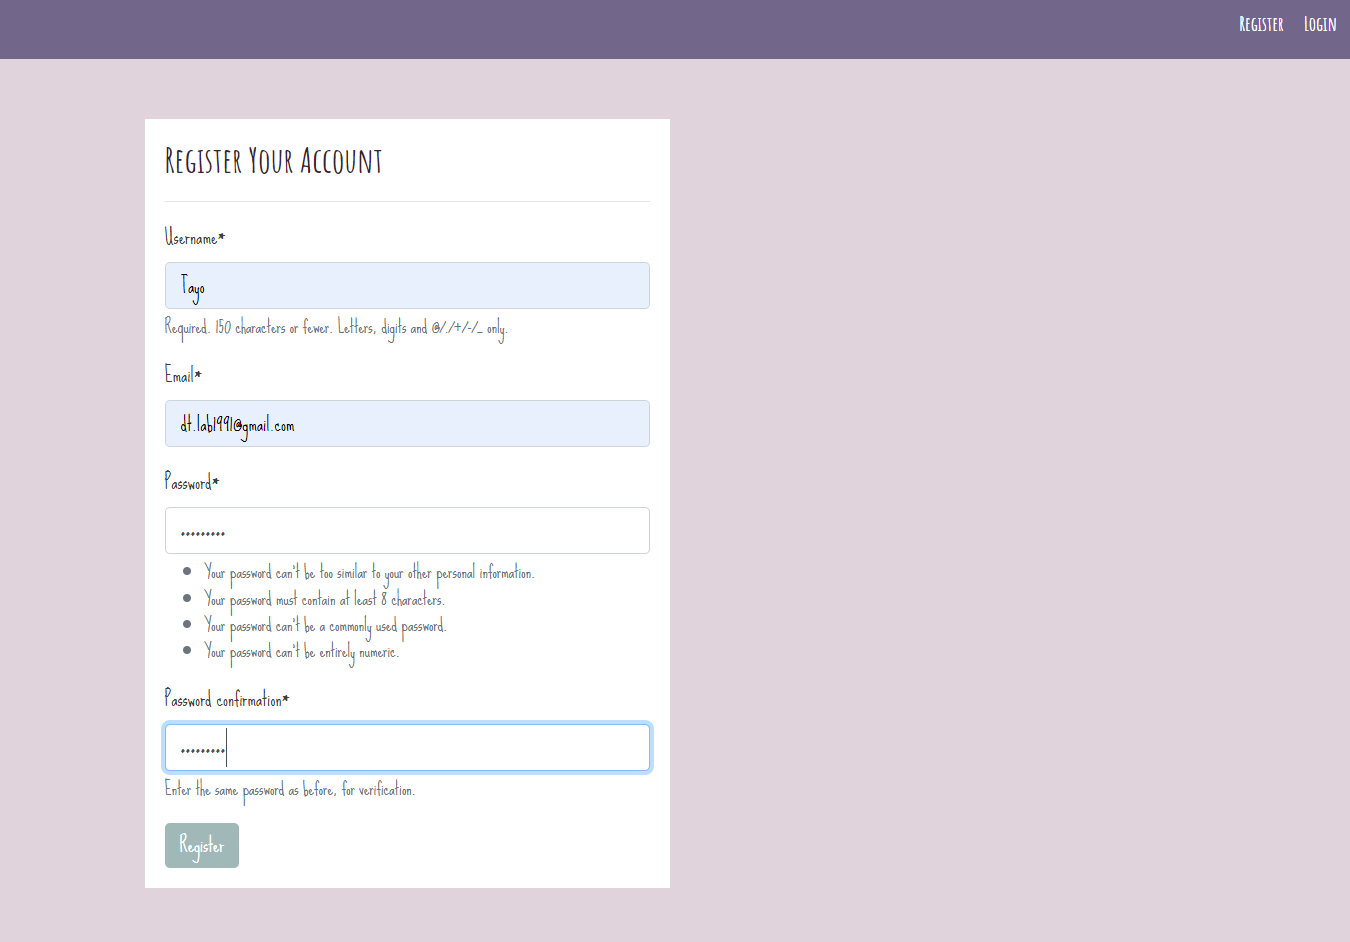 Register Login
Register Your Account
Username*
Tayo
Required. 150 characters or fewer. Letters, digits and @/./+/-/_ only.
Email*
dt.lab1991@gmail.com
Password*
•••••••••
Your password can't be too similar to your other personal information.
Your password must contain at least 8 characters.
Your password can't be a commonly used password.
Your password can't be entirely numeric.
Password confirmation*
•••••••••
Enter the same password as before, for verification.
Register